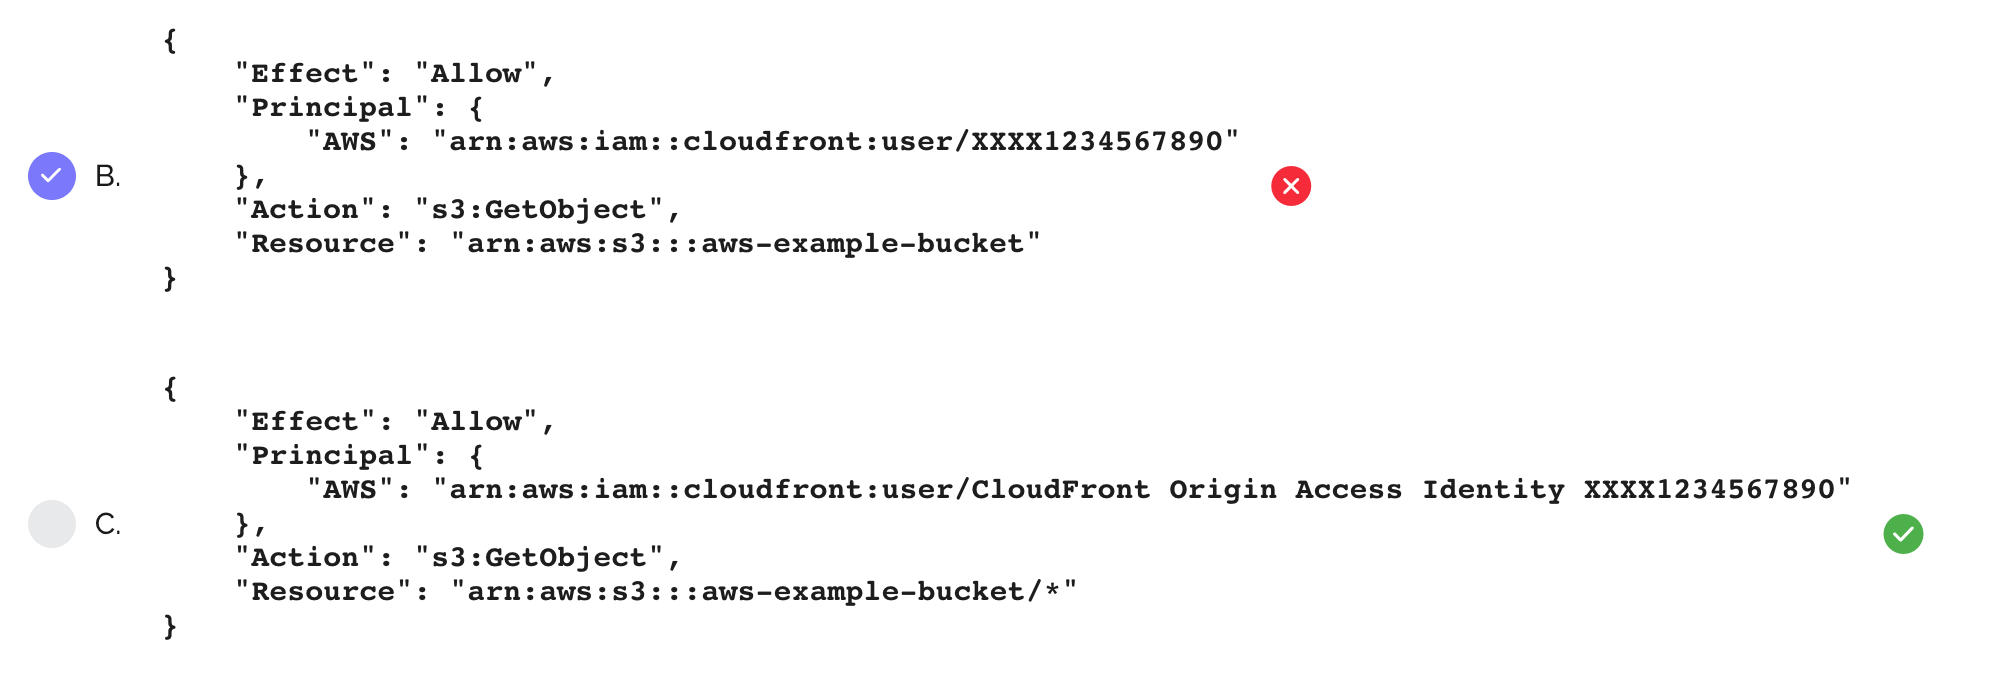 {
"Effect": "Allow",
"Principal": {
"AWS": "arn:aws:iam::cloudfront:user/XXXX1234567890"
B.
},
"Action": "s3:GetObject",
"Resource": "arn:aws:s3:::aws-example-bucket"
}
{
"Effect": "Allow",
"Principal": {
"AWS": "arn:aws:iam::cloudfront:user/CloudFront Origin Access Identity XXXX1234567890"
C.
},
"Action": "s3:GetObject",
"Resource": "arn:aws:s3:::aws-example-bucket/*"
}